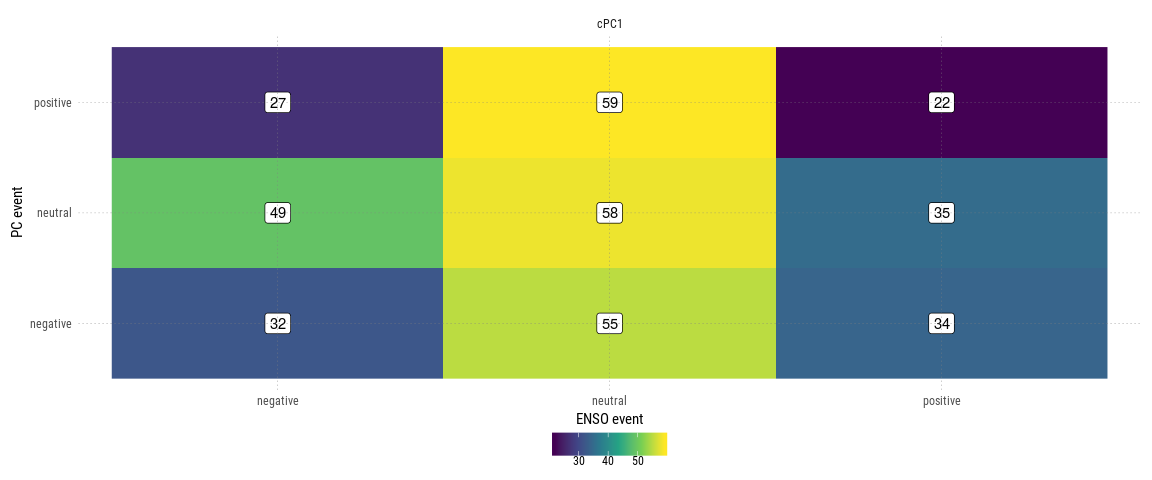 cPC1
positive
27
59
22
PC event
neutral
49
58
35
negative
32
55
34
negative
neutral
positive
ENSO event
30
40
50